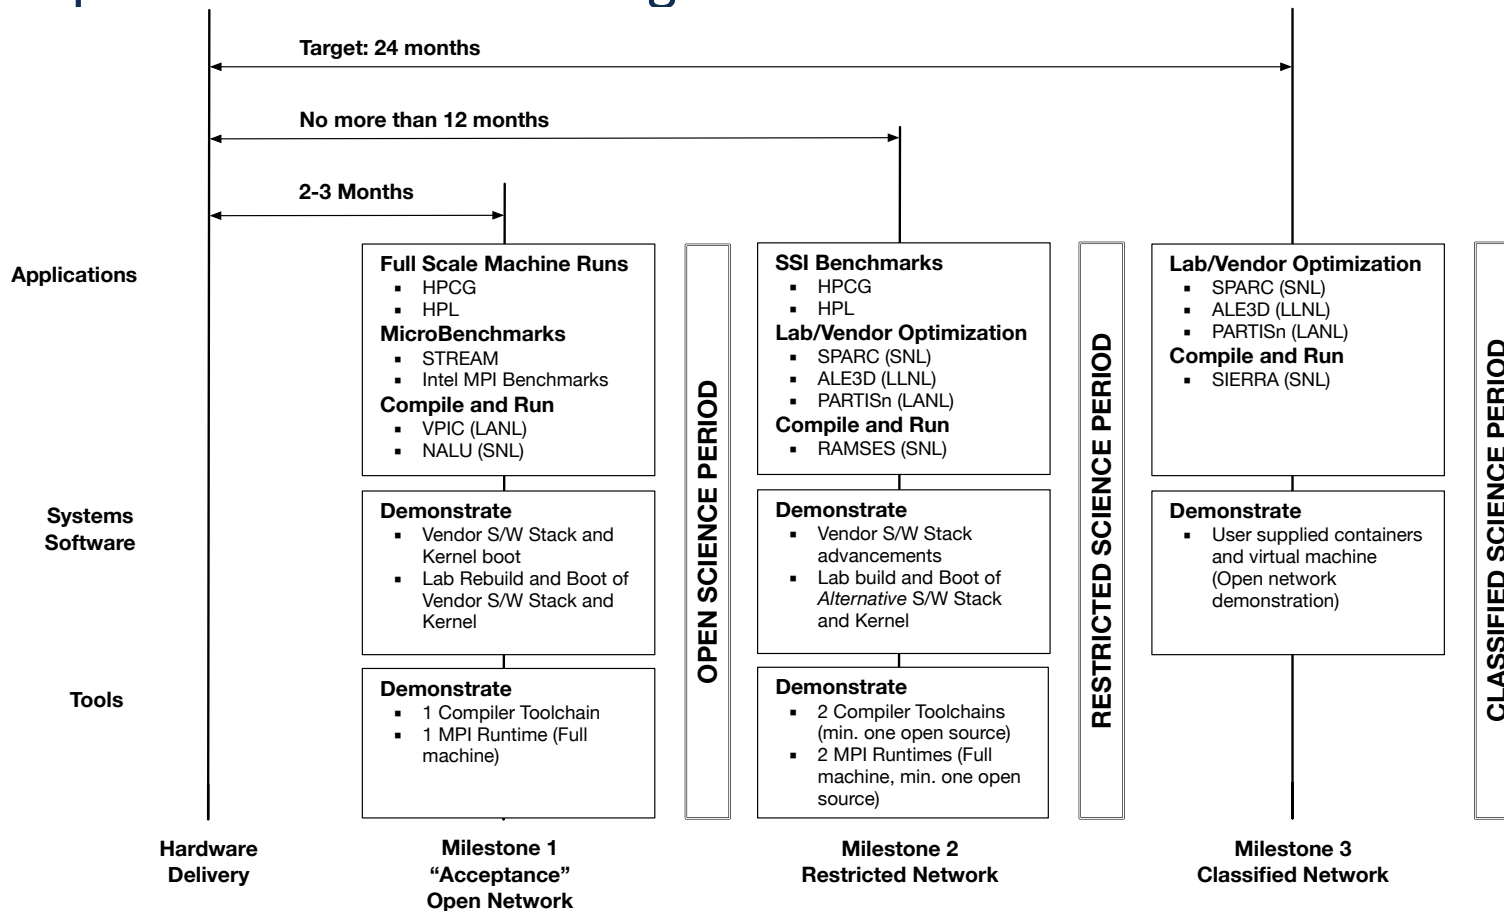 Target: 24 months
No more than 12 months
2-3 Months
Applications
Full Scale Machine Runs
▪ HPCG
▪ HPL
MicroBenchmarks
▪ STREAM
▪ Intel MPI Benchmarks
Compile and Run
▪ VPIC (LANL)
▪ NALU (SNL)
OPEN SCIENCE PERIOD
SSI Benchmarks
▪ HPCG
▪ HPL
Lab/Vendor Optimization
▪ SPARC (SNL)
▪ ALE3D (LLNL)
▪ PARTISn (LANL)
Compile and Run
▪ RAMSES (SNL)
RESTRICTED SCIENCE PERIOD
Lab/Vendor Optimization
▪ SPARC (SNL)
▪ ALE3D (LLNL)
▪ PARTISn (LANL)
Compile and Run
▪ SIERRA (SNL)
CLASSIFIED SCIENCE PERIOD
Systems
Software
Demonstrate
▪ Vendor S/W Stack and
Kernel boot
▪ Lab Rebuild and Boot of
Vendor S/W Stack and
Kernel
Demonstrate
▪ Vendor S/W Stack
advancements
▪ Lab build and Boot of
Alternative S/W Stack
and Kernel
Demonstrate
▪ User supplied containers
and virtual machine
(Open network
demonstration)
Tools
Demonstrate
▪ 1 Compiler Toolchain
▪ 1 MPI Runtime (Full
machine)
Demonstrate
▪ 2 Compiler Toolchains
(min. one open source)
▪ 2 MPI Runtimes (Full
machine, min. one open
source)
Hardware
Delivery
Milestone 1
“Acceptance”
Open Network
Milestone 2
Restricted Network
Milestone 3
Classified Network